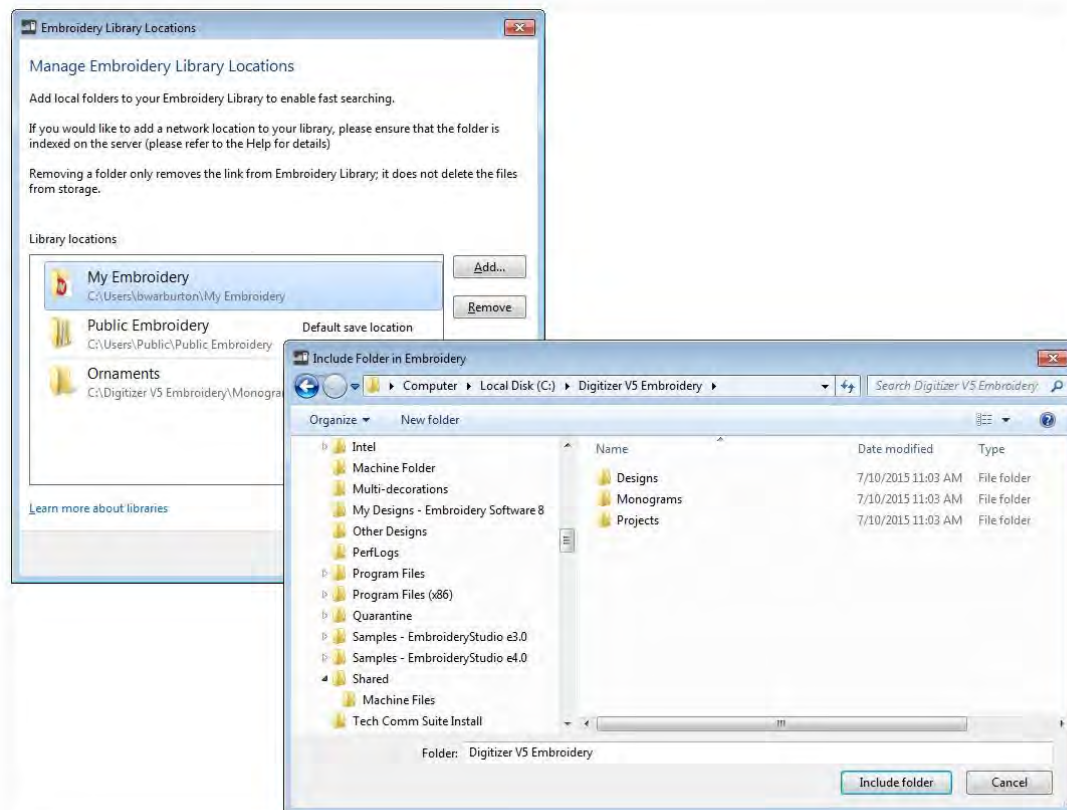 Embroidery Library Locations
Manage Embroidery Library Locations
Add local folders to your Embroidery Library to enable fast searching.
If you would like to add a network location to your library, please ensure that the folder is
indexed on the server (please refer to the Help for details)
Removing a folder only removes the link from Embroidery Library; it does not delete the files
from storage.
Library locations
My Embroidery
C:\Users\bwarburton\My Embroidery
Public Embroidery
Default save location
C:\Users\Public\Public Embroidery
Ornaments
C:\Digitizer V5 Embroidery\Monogra
Add...
Remove
Learn more about libraries
Include Folder in Embroidery
Computer Local Disk (C:) Digitizer V5 Embroidery
Search Digitizer V5 Embroidery
Organize New folder
Intel
Machine Folder
Multi-decorations
My Designs - Embroidery Software 8
Other Designs
PerfLogs
Program Files
Program Files (x86)
Quarantine
Samples - EmbroideryStudio e3.0
Samples - EmbroideryStudio e4.0
Shared
Machine Files
Tech Comm Suite Install
Name Date modified Type
Designs 7/10/2015 11:03 AM File folder
Monograms 7/10/2015 11:03 AM File folder
Projects 7/10/2015 11:03 AM File folder
Folder: Digitizer V5 Embroidery
Include folder Cancel